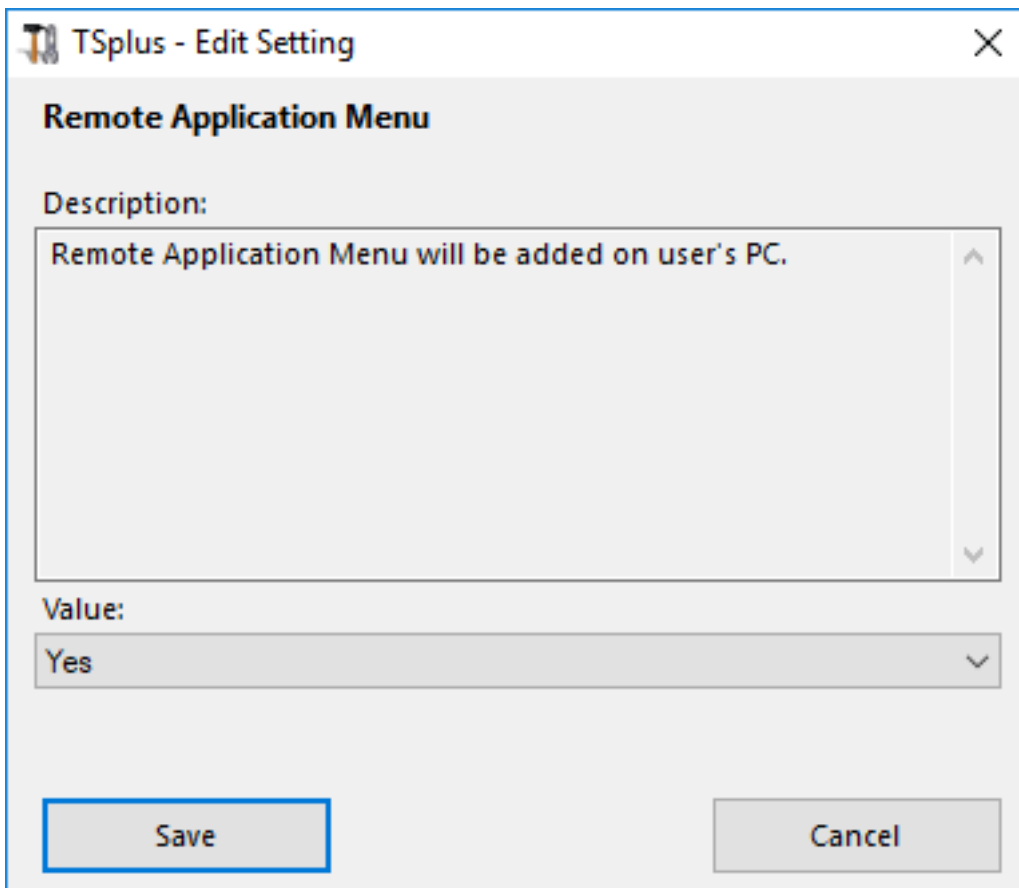 TSplus - Edit Setting
Remote Application Menu
Description:
Remote Application Menu will be added on user's PC.
Value:
Yes
Save
Cancel